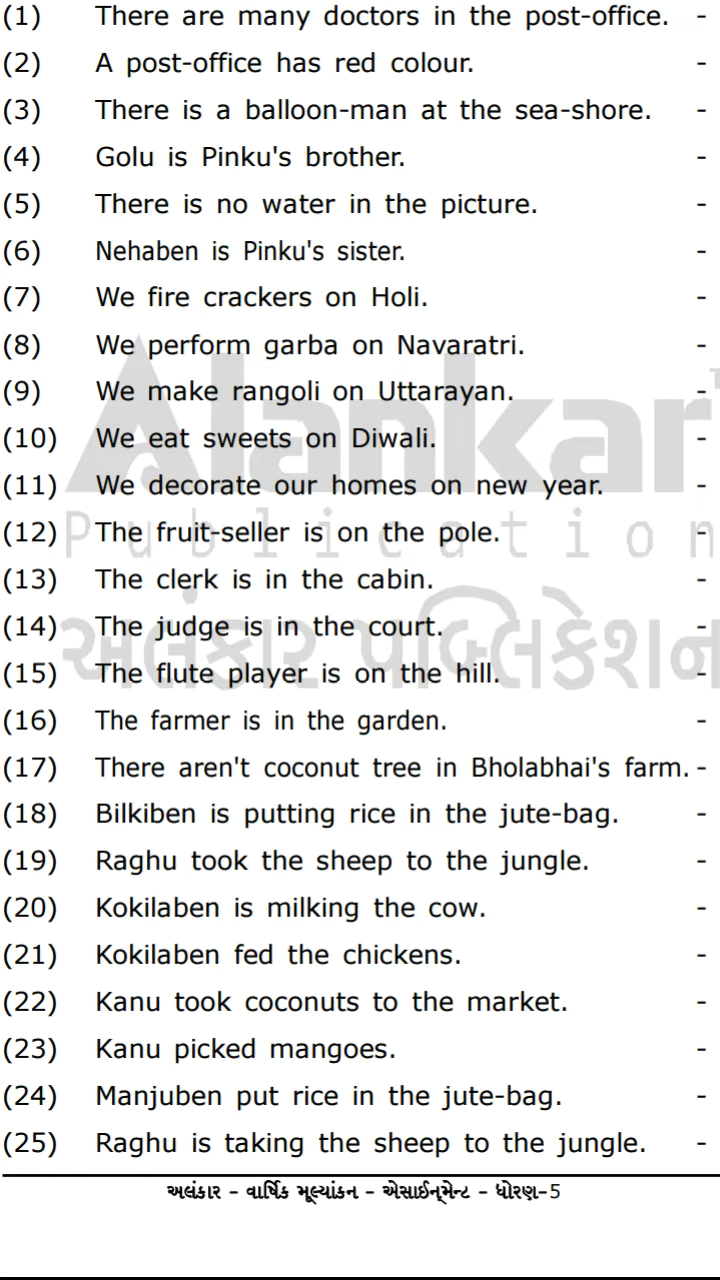 (1) There are many doctors in the post-office. -
(2) A post-office has red colour. -
(3) There is a balloon-man at the sea-shore. -
(4) Golu is Pinku's brother. -
(5) There is no water in the picture. -
(6) Nehaben is Pinku's sister. -
(7) We fire crackers on Holi. -
(8) We perform garba on Navaratri. -
(9) We make rangoli on Uttarayan. -
(10) We eat sweets on Diwali. -
(11) We decorate our homes on new year. -
(12) The fruit-seller is on the pole. -
(13) The clerk is in the cabin. -
(14) The judge is in the court. -
(15) The flute player is on the hill. -
(16) The farmer is in the garden. -
(17) There aren't coconut tree in Bholabhai's farm. -
(18) Bilkiben is putting rice in the jute-bag. -
(19) Raghu took the sheep to the jungle. -
(20) Kokilaben is milking the cow. -
(21) Kokilaben fed the chickens. -
(22) Kanu took coconuts to the market. -
(23) Kanu picked mangoes. -
(24) Manjuben put rice in the jute-bag. -
(25) Raghu is taking the sheep to the jungle. -
Alankar
Publication
અલંકાર પબ્લિકેશન
અલંકાર - વાર્ષિક મૂલ્યાંકન - એસાઈનમેન્ટ - ધોરણ-5